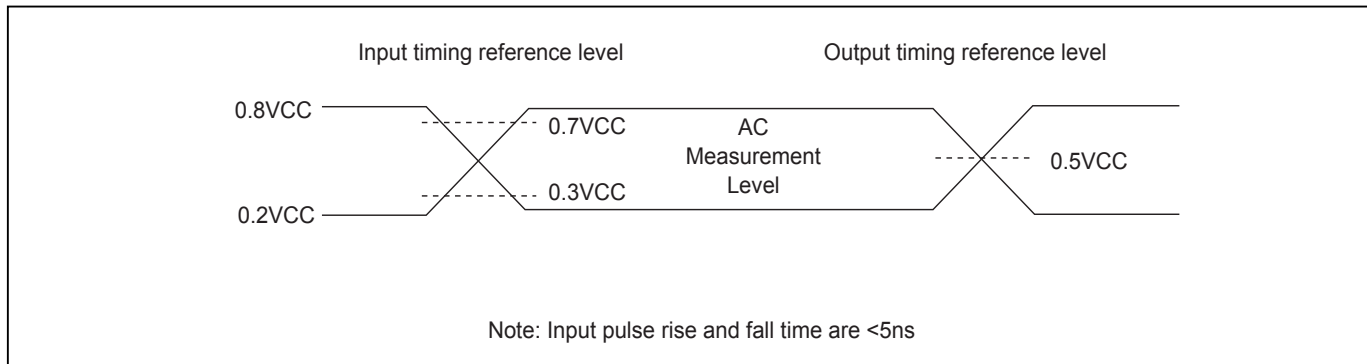 Input timing reference level
Output timing reference level
0.8VCC
0.7VCC
AC
Measurement
Level
0.5VCC
0.3VCC
0.2VCC
Note: Input pulse rise and fall time are <5ns